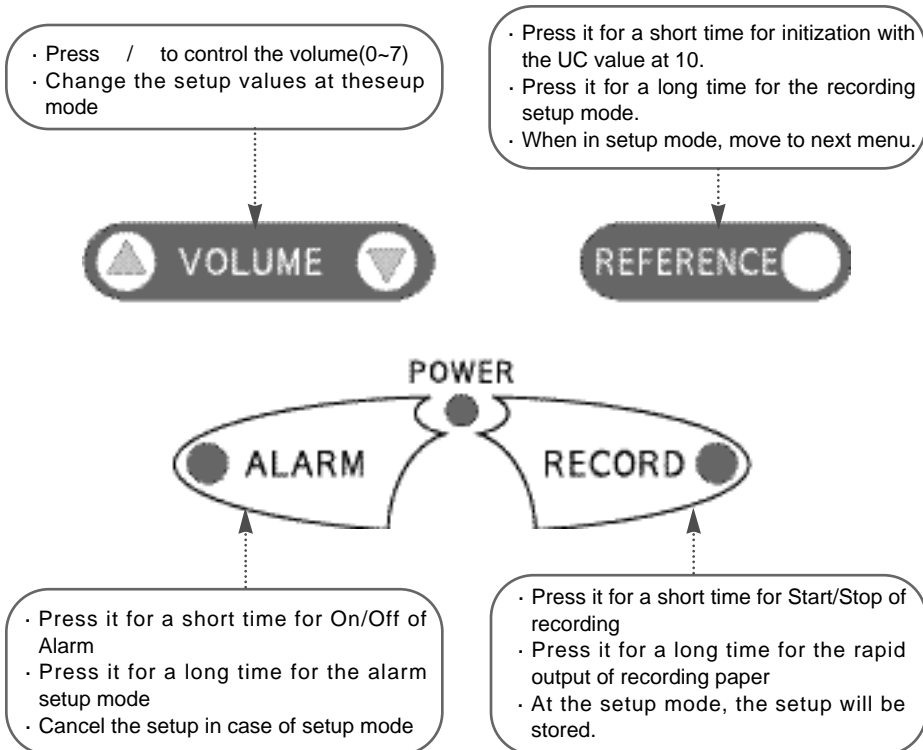 · Press / to control the volume(0~7)
· Change the setup values at theseup
mode
· Press it for a short time for initization with
the UC value at 10.
· Press it for a long time for the recording
setup mode.
· When in setup mode, move to next menu.
VOLUME
REFERENCE
POWER
ALARM
RECORD
· Press it for a short time for On/Off of
Alarm
· Press it for a long time for the alarm
setup mode
· Cancel the setup in case of setup mode
· Press it for a short time for Start/Stop of
recording
· Press it for a long time for the rapid
output of recording paper
· At the setup mode, the setup will be
stored.